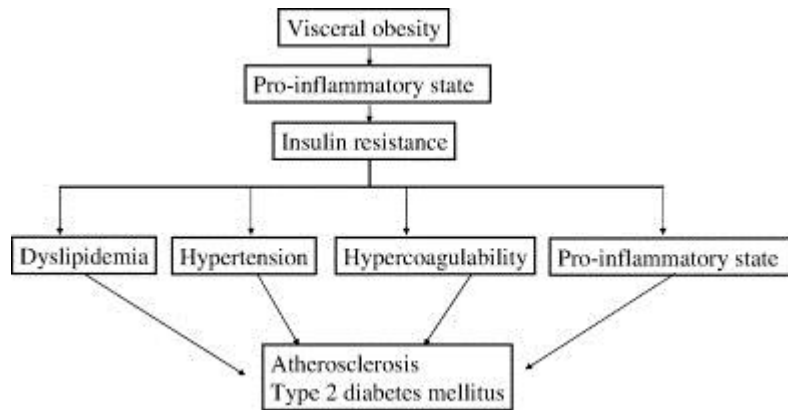 Visceral obesity
Pro-inflammatory state
Insulin resistance
Dyslipidemia
Hypertension
Hypercoagulability
Pro-inflammatory state
Atherosclerosis
Type 2 diabetes mellitus